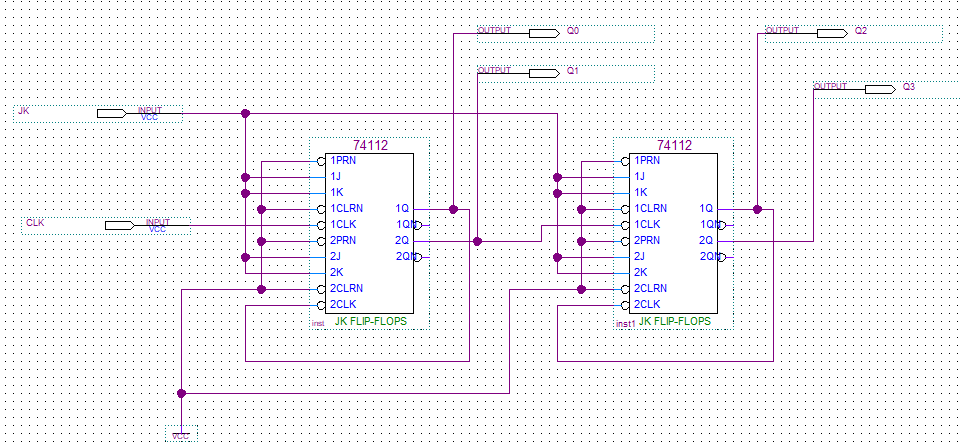 OUTPUT Q0
OUTPUT Q2
OUTPUT Q1
OUTPUT Q3
JK INPUT
VCC
74112
1PRN
1J
1K
1CLRN 1Q
1CLK 1QN
2PRN 2Q
2J 2QN
2K
2CLRN
2CLK
inst JK FLIP-FLOPS
CLK INPUT
VCC
74112
1PRN
1J
1K
1CLRN 1Q
1CLK 1QN
2PRN 2Q
2J 2QN
2K
2CLRN
2CLK
inst1 JK FLIP-FLOPS
VCC